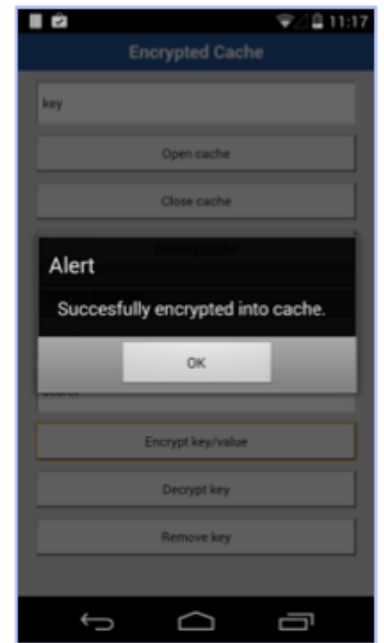 11:17
Encrypted Cache
key
Open cache
Close cache
Alert
Succesfully encrypted into cache.
OK
Encrypt key/value
Decrypt key
Remove key